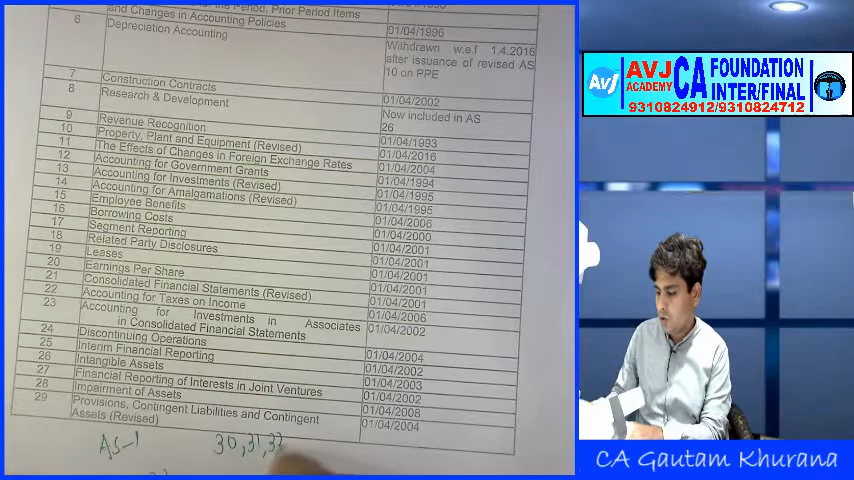 for the Period, Prior Period Items
and Changes in Accounting Policies
6 Depreciation Accounting 01/04/1996
Withdrawn w.e.f 1.4.2016
after issuance of revised AS
10 on PPE
7 Construction Contracts 01/04/2002
8 Research & Development Now included in AS
26
9 Revenue Recognition 01/04/1993
10 Property, Plant and Equipment (Revised) 01/04/2016
11 The Effects of Changes in Foreign Exchange Rates 01/04/2004
12 Accounting for Government Grants 01/04/1994
13 Accounting for Investments (Revised) 01/04/1995
14 Accounting for Amalgamations (Revised) 01/04/1995
15 Employee Benefits 01/04/2006
16 Borrowing Costs 01/04/2000
17 Segment Reporting 01/04/2001
18 Related Party Disclosures 01/04/2001
19 Leases 01/04/2001
20 Earnings Per Share 01/04/2001
21 Consolidated Financial Statements (Revised) 01/04/2001
22 Accounting for Taxes on Income 01/04/2006
23 Accounting for Investments in Associates 01/04/2002
in Consolidated Financial Statements
24 Discontinuing Operations 01/04/2004
25 Interim Financial Reporting 01/04/2002
26 Intangible Assets 01/04/2003
27 Financial Reporting of Interests in Joint Ventures 01/04/2002
28 Impairment of Assets 01/04/2008
29 Provisions, Contingent Liabilities and Contingent 01/04/2004
Assets (Revised)
AS-1 30,31,32
AVJ
AVJ
ACADEMY
CA FOUNDATION
INTER/FINAL
9310824912/9310824712
CA Gautam Khurana